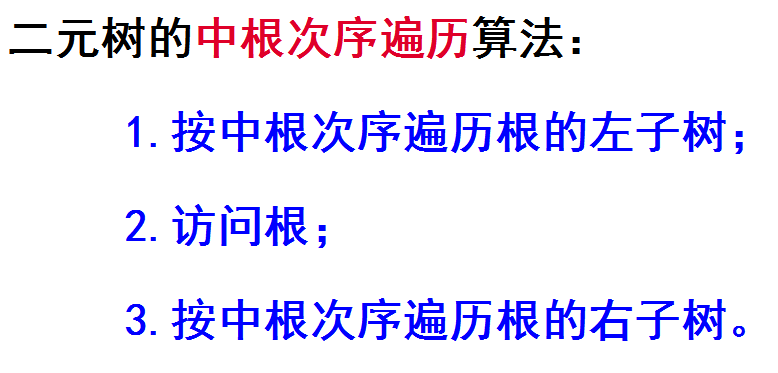 二元树的中根次序遍历算法：
1.按中根次序遍历根的左子树；
2.访问根；
3.按中根次序遍历根的右子树。